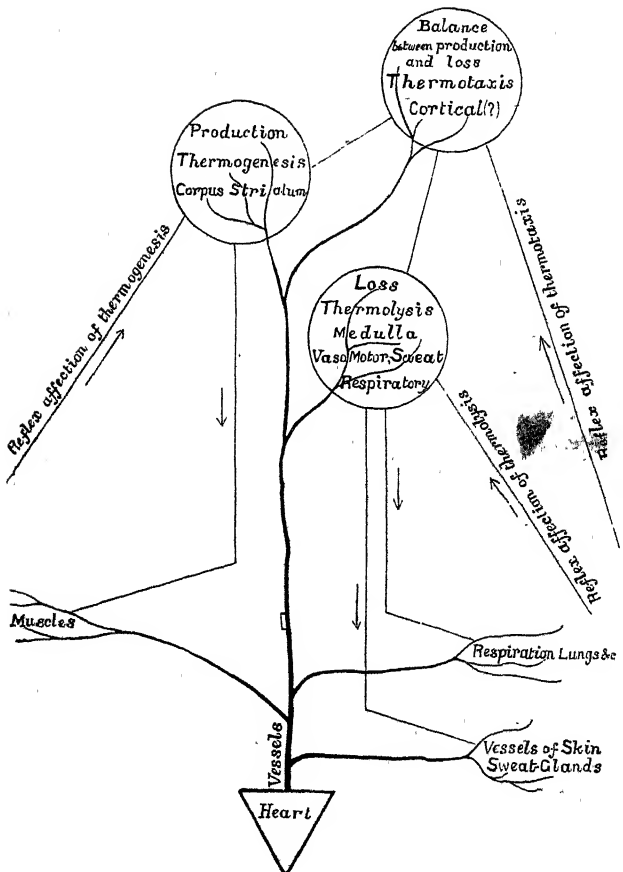 Balance
between production
and loss
Thermotaxis
Cortical(?)
Production
Thermogenesis
Corpus Striatum
Loss
Thermolysis
Medulla
Vaso Motor, Sweat
Respiratory
Reflex affection of thermogenesis
Reflex affection of thermotaxis
Reflex affection of thermolysis
Muscles
Respiration Lungs &c
Vessels of Skin
Sweat-Glands
Vessels
Heart